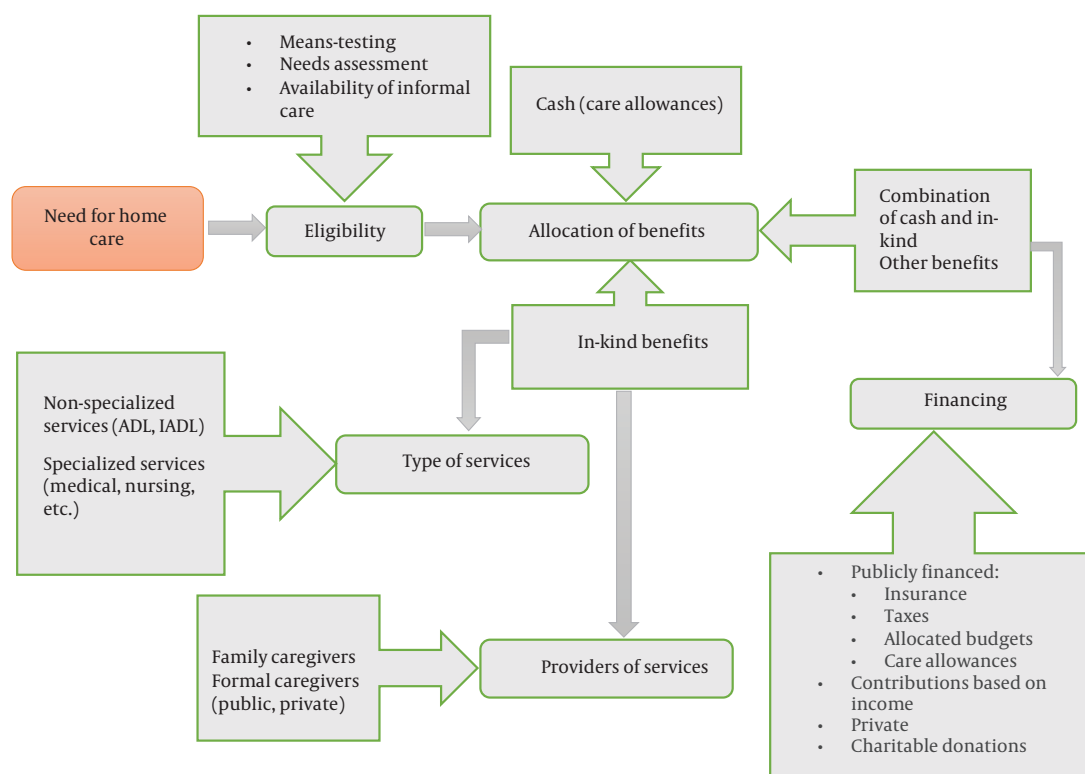 • Means-testing
• Needs assessment
• Availability of informal
care
Cash (care allowances)
Need for home
care
Eligibility
Allocation of benefits
Combination
of cash and in-
kind
Other benefits
In-kind benefits
Non-specialized
services (ADL, IADL)
Specialized services
(medical, nursing,
etc.)
Type of services
Financing
Family caregivers
Formal caregivers
(public, private)
Providers of services
• Publicly financed:
• Insurance
• Taxes
• Allocated budgets
• Care allowances
• Contributions based on
income
• Private
• Charitable donations